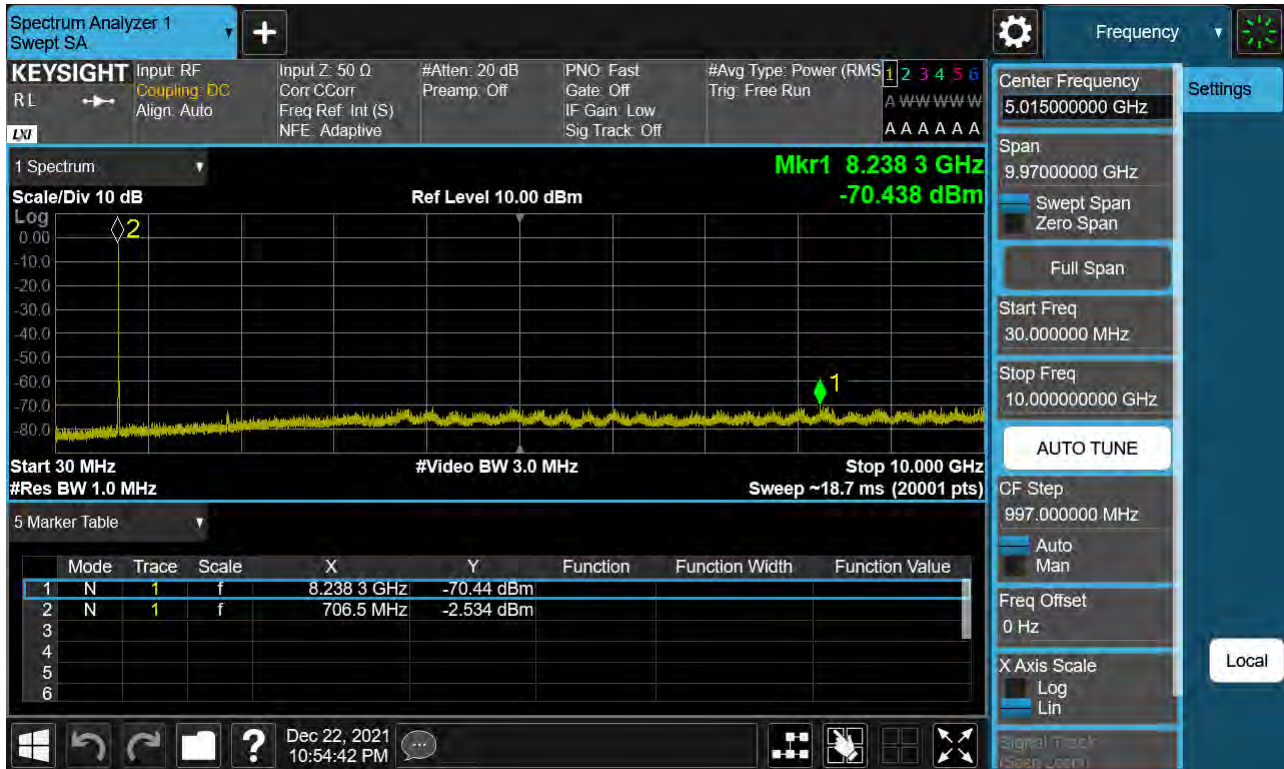 Spectrum Analyzer 1
Swept SA
+
Frequency
KEYSIGHT
RL
LXI
Input: RF
Coupling: DC
Align: Auto
Input Z: 50 Ω
Corr CCorr
Freq Ref: Int (S)
NFE: Adaptive
#Atten: 20 dB
Preamp: Off
PNO: Fast
Gate: Off
IF Gain: Low
Sig Track: Off
#Avg Type: Power (RMS
Trig: Free Run
1 2 3 4 5 6
A W W W W W
A A A A A A
1 Spectrum
Mkr1 8.238 3 GHz
Scale/Div 10 dB
Ref Level 10.00 dBm
-70.438 dBm
Log
2
0.00
-10.0
-20.0
-30.0
-40.0
-50.0
-60.0
1
-70.0
-80.0
Start 30 MHz
#Video BW 3.0 MHz
Stop 10.000 GHz
#Res BW 1.0 MHz
Sweep ~18.7 ms (20001 pts)
5 Marker Table
Mode Trace Scale X Y Function Function Width Function Value
1 N 1 f 8.238 3 GHz -70.44 dBm
2 N 1 f 706.5 MHz -2.534 dBm
3
4
5
6
Center Frequency
5.015000000 GHz
Span
9.97000000 GHz
Swept Span
Zero Span
Full Span
Start Freq
30.000000 MHz
Stop Freq
10.000000000 GHz
AUTO TUNE
CF Step
997.000000 MHz
Auto
Man
Freq Offset
0 Hz
X Axis Scale
Log
Lin
Signal Track
(Span Zoom)
Settings
Local
?
Dec 22, 2021
10:54:42 PM